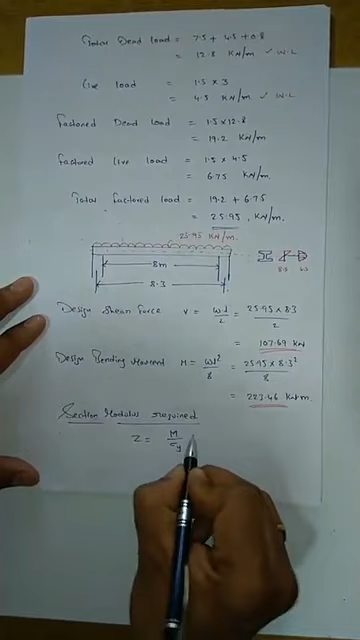 Total Dead load = 7.5 + 4.5 + 0.8
= 12.8 KN/m ✓ W.L
Live load = 1.5 x 3
= 4.5 KN/m ✓ W.L
Factored Dead load = 1.5 x 12.8
= 19.2 KN/m
Factored live load = 1.5 x 4.5
= 6.75 KN/m.
Total factored load = 19.2 + 6.75
= 25.95 KN/m.
25.95 KN/m.
8m
8.3
Design Shear force V = w.l/2 = 25.95 x 8.3/2
= 107.69 KN
Design Bending Moment M = wl²/8 = 25.95 x 8.3²/8
= 223.46 KN.m.
Section Modulus required
Z = M/